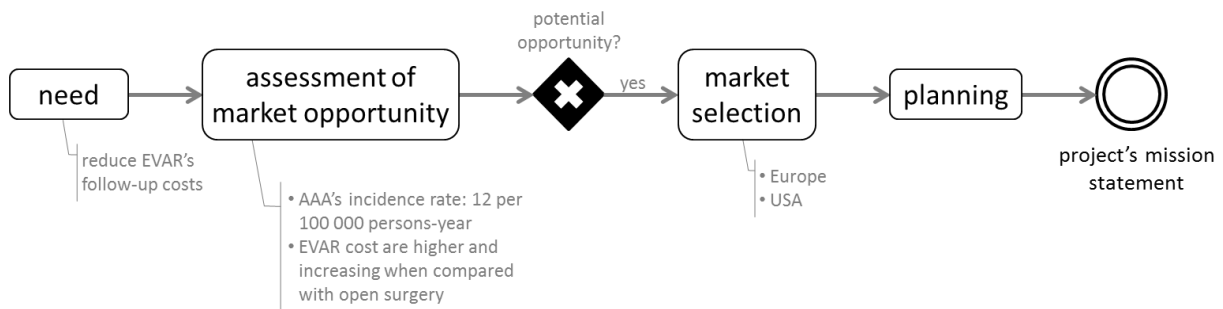 potential
opportunity?
need
assessment of
market opportunity
yes
market
selection
planning
project's mission
statement
reduce EVAR's
follow-up costs
• AAA's incidence rate: 12 per
100 000 persons-year
• EVAR cost are higher and
increasing when compared
with open surgery
• Europe
• USA